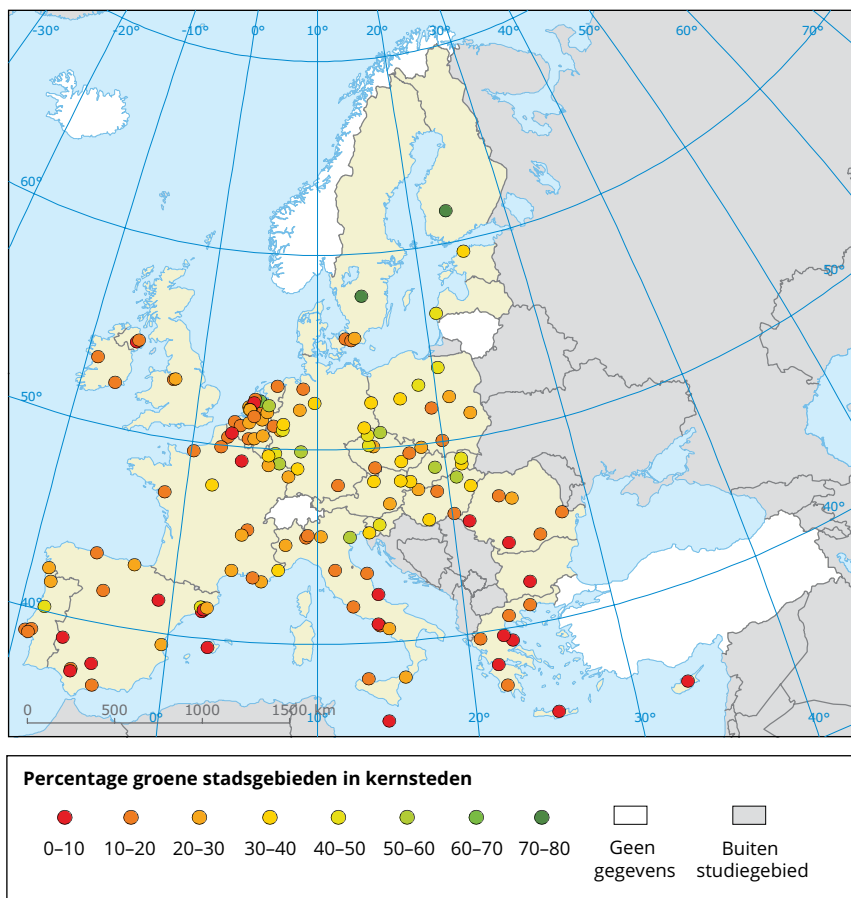 -30° -20° -10° 0° 10° 20° 30° 40° 50° 60° 70°
60°
50°
50°
40°
40°
0 500 1000 1500 km
0° 10° 20° 30° 40°
Percentage groene stadsgebieden in kernsteden
0–10 10–20 20–30 30–40 40–50 50–60 60–70 70–80 Geen gegevens Buiten studiegebied